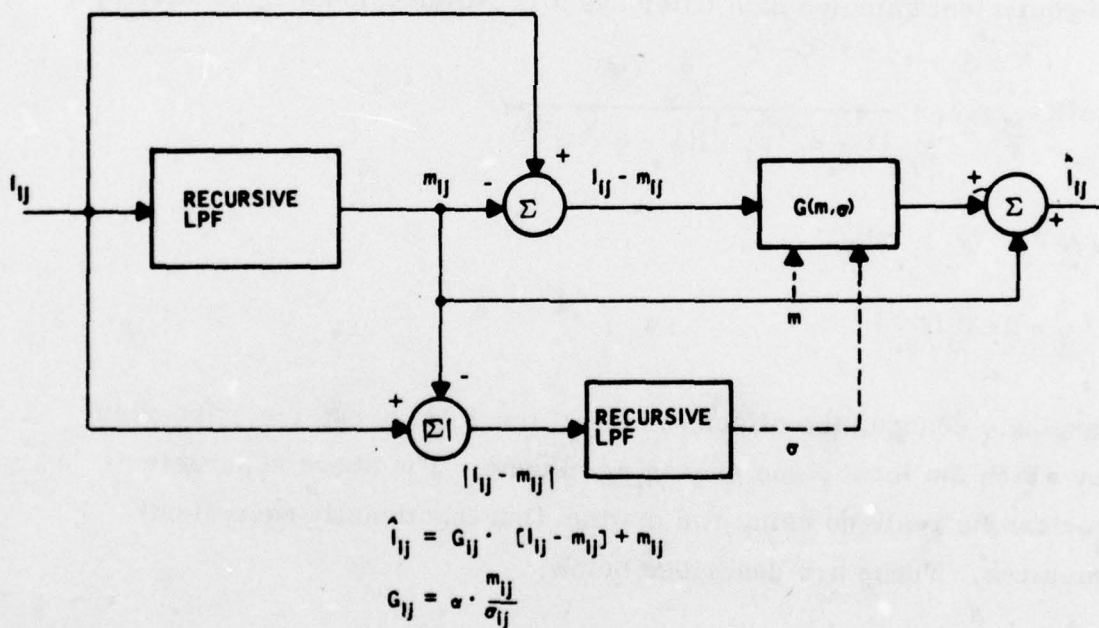 I_ij
RECURSIVE
LPF
m_ij
-
+
Σ
I_ij - m_ij
G(m,σ)
+
Σ
+
Î_ij
m
+
-
|Σ|
|I_ij - m_ij|
RECURSIVE
LPF
σ
Î_ij = G_ij · [I_ij - m_ij] + m_ij
G_ij = α · m_ij / σ_ij